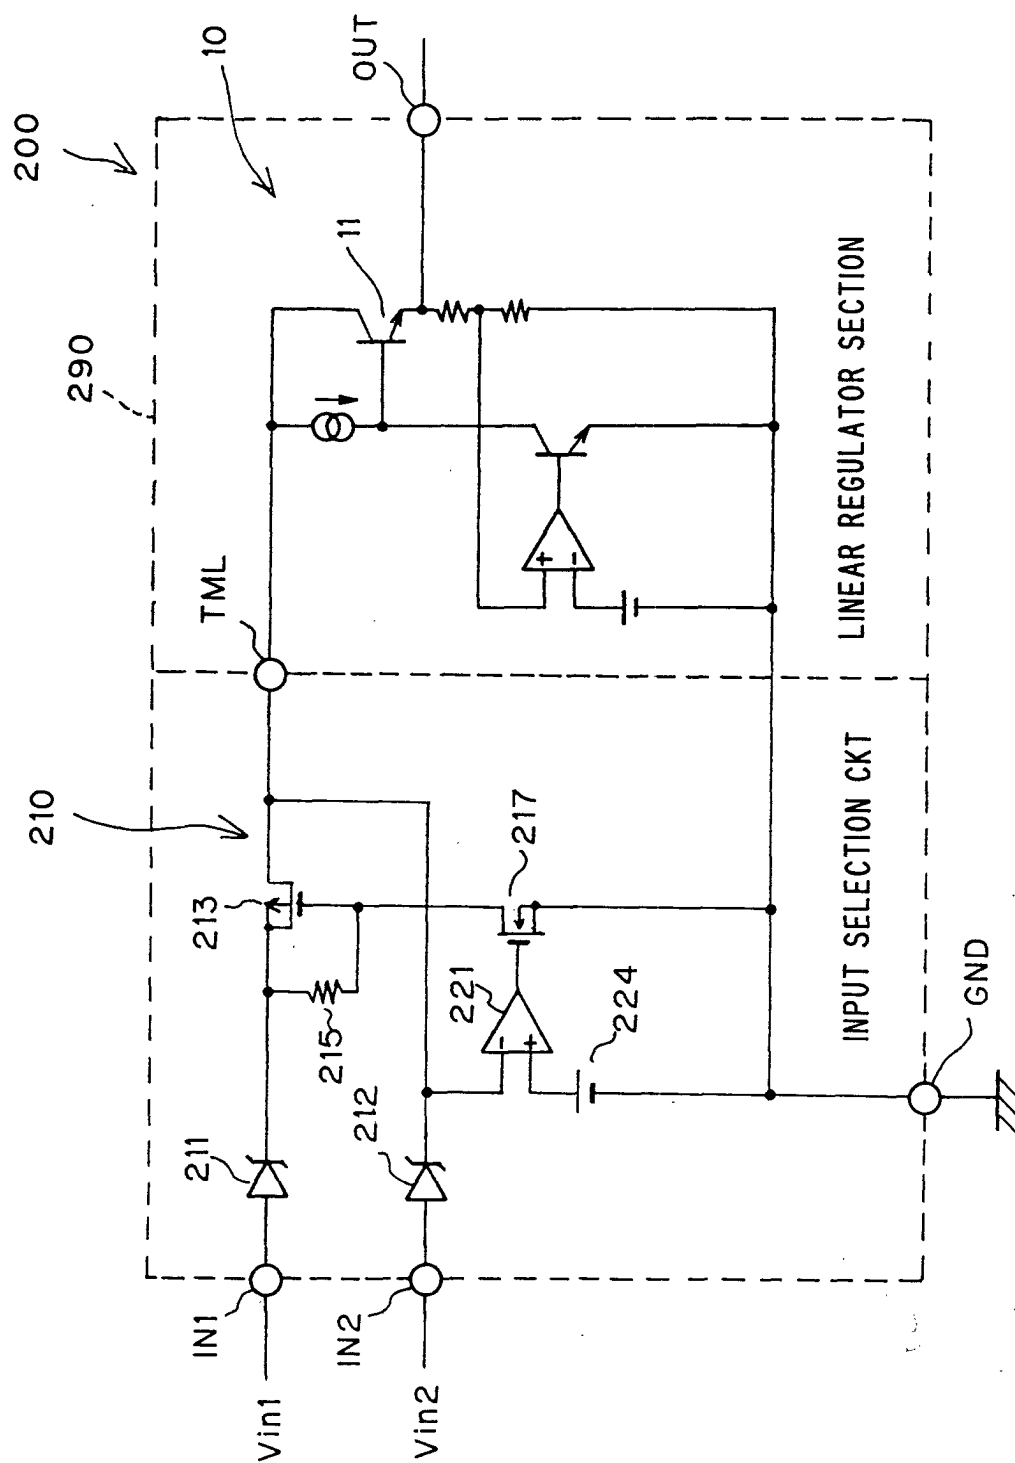 200
290
10
OUT
11
TML
210
213
215
217
221
224
211
212
+
−
−
+
IN1
IN2
Vin1
Vin2
GND
INPUT SELECTION CKT
LINEAR REGULATOR SECTION